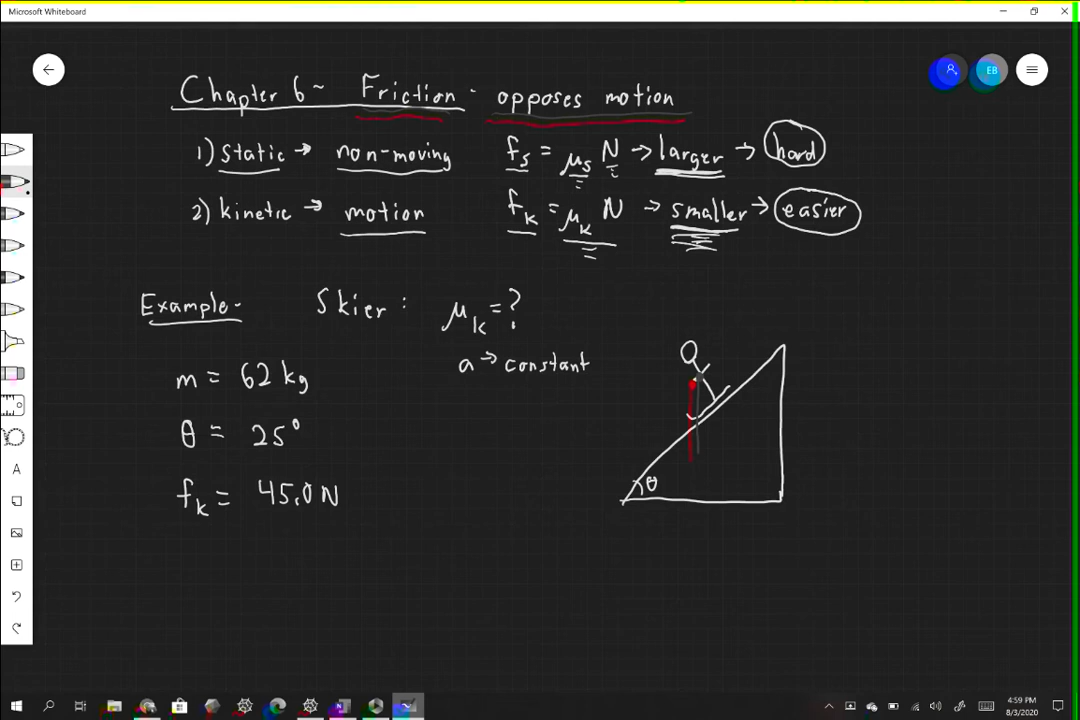 Microsoft Whiteboard
EB
Chapter 6 ~ Friction - opposes motion
1) static → non-moving fs = μs N → larger → hard
2) kinetic → motion fk = μk N → smaller → easier
Example- Skier: μk = ?
a → constant
m = 62 kg
θ = 25°
fk = 45.0 N
θ
A
4:59 PM
8/3/2020